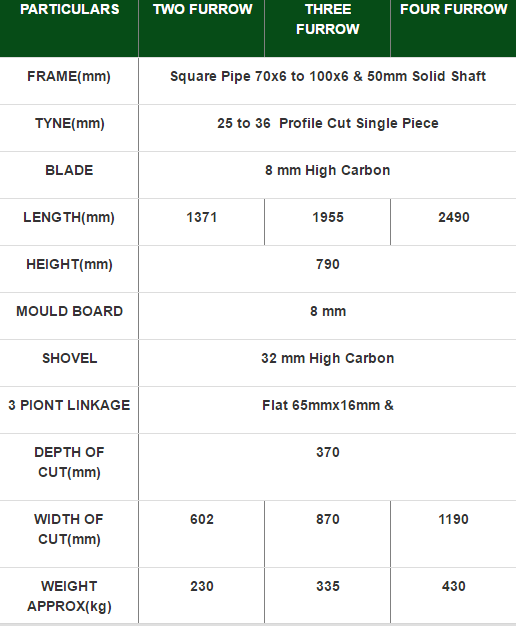 PARTICULARS TWO FURROW THREE FOUR FURROW
FURROW
FRAME(mm) Square Pipe 70x6 to 100x6 & 50mm Solid Shaft
TYNE(mm) 25 to 36 Profile Cut Single Piece
BLADE 8 mm High Carbon
LENGTH(mm) 1371 1955 2490
HEIGHT(mm) 790
MOULD BOARD 8 mm
SHOVEL 32 mm High Carbon
3 PIONT LINKAGE Flat 65mmx16mm &
DEPTH OF 370
CUT(mm)
WIDTH OF 602 870 1190
CUT(mm)
WEIGHT 230 335 430
APPROX(kg)